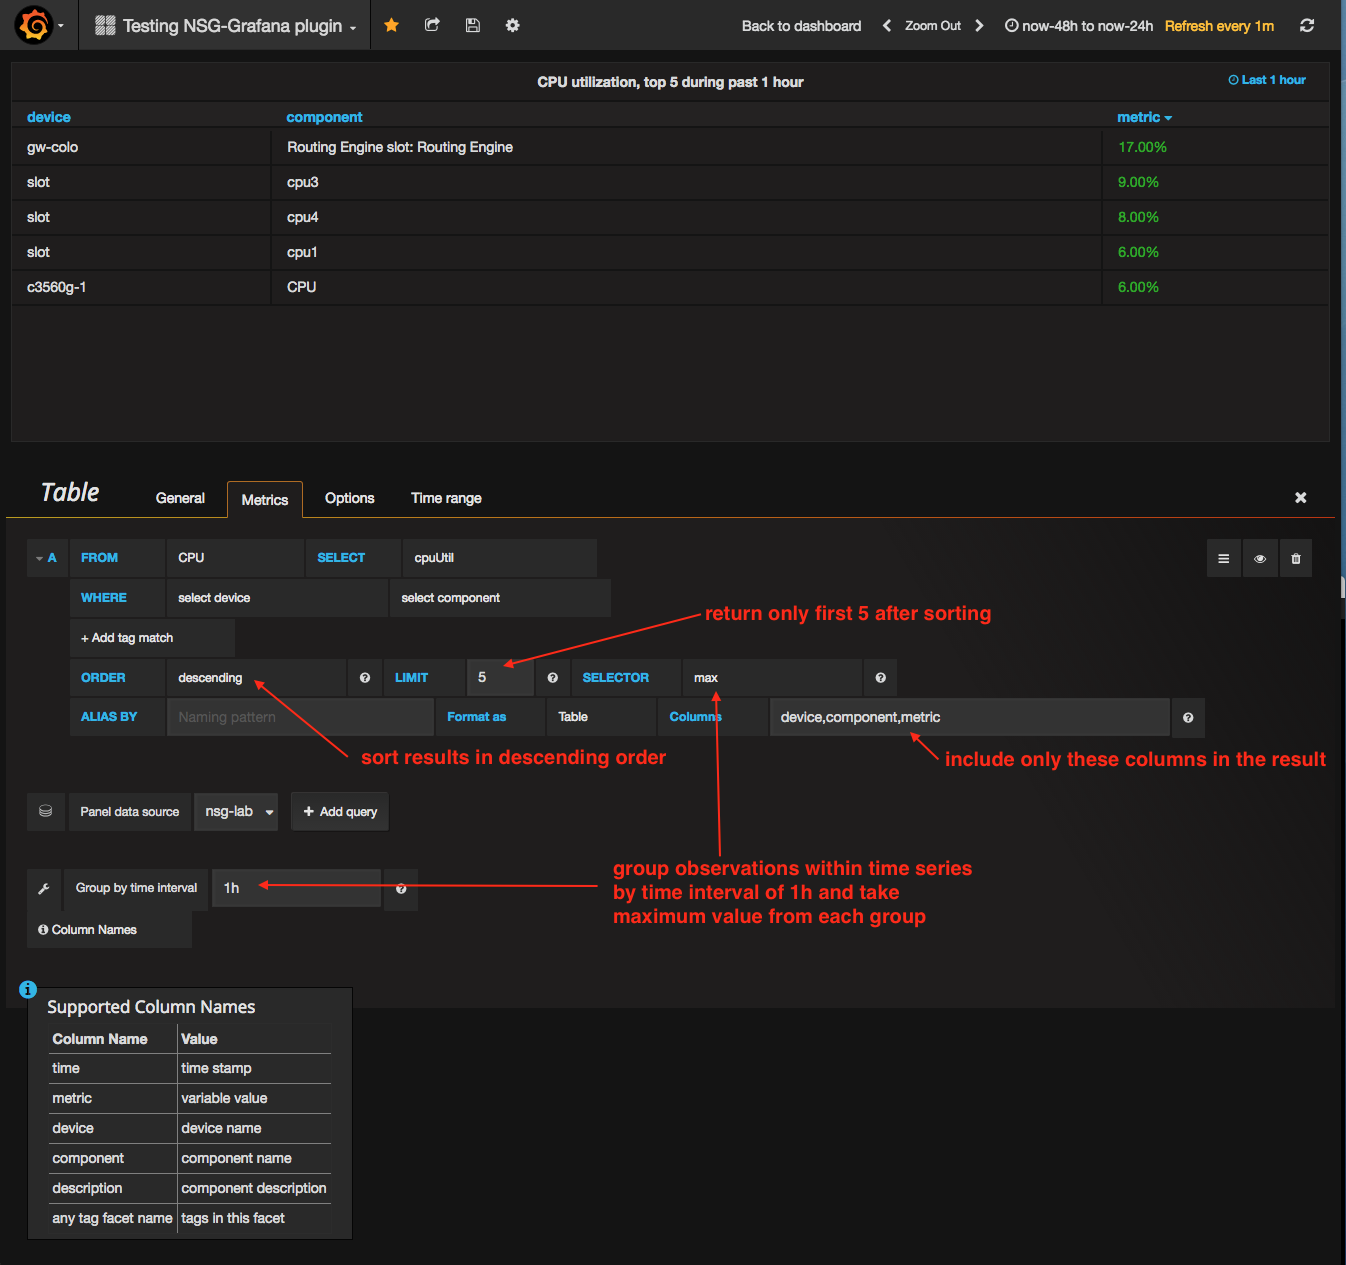 Testing NSG-Grafana plugin
Back to dashboard Zoom Out now-48h to now-24h Refresh every 1m
CPU utilization, top 5 during past 1 hour Last 1 hour
device component metric
gw-colo Routing Engine slot: Routing Engine 17.00%
slot cpu3 9.00%
slot cpu4 8.00%
slot cpu1 6.00%
c3560g-1 CPU 6.00%
Table General Metrics Options Time range
A FROM CPU SELECT cpuUtil
WHERE select device select component
return only first 5 after sorting
+ Add tag match
ORDER descending LIMIT 5 SELECTOR max
ALIAS BY Naming pattern Format as Table Columns device,component,metric
sort results in descending order
include only these columns in the result
Panel data source nsg-lab + Add query
group observations within time series
by time interval of 1h and take
maximum value from each group
Group by time interval 1h
Column Names
Supported Column Names
Column Name Value
time time stamp
metric variable value
device device name
component component name
description component description
any tag facet name tags in this facet